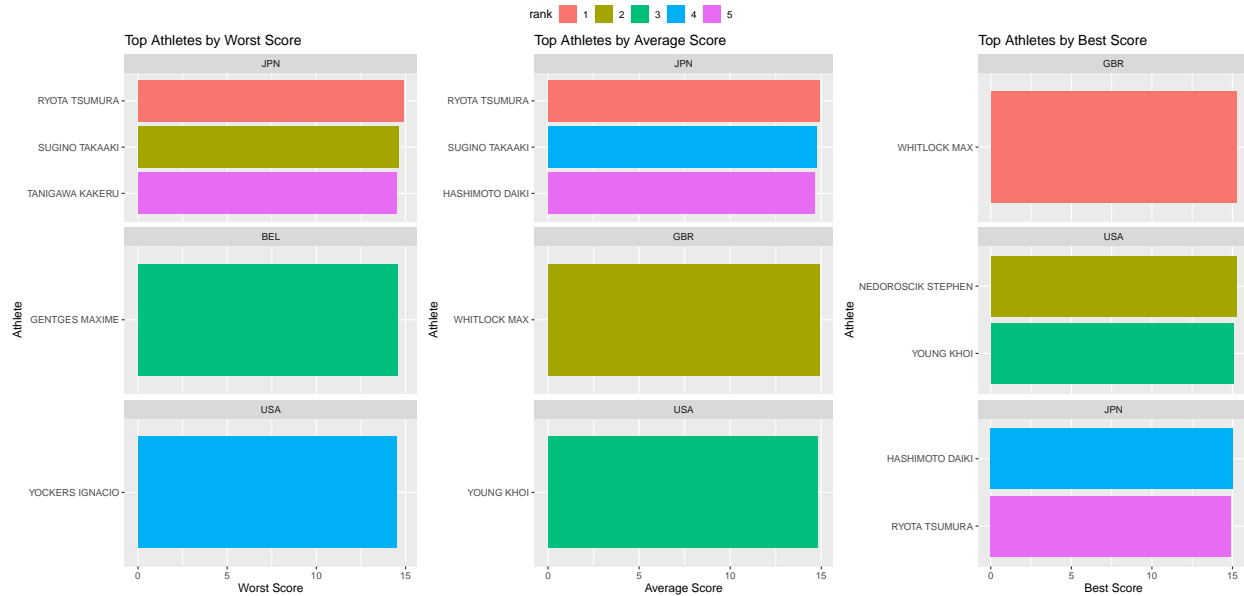 rank 1 2 3 4 5
Top Athletes by Worst Score
JPN
RYOTA TSUMURA
SUGINO TAKAAKI
TANIGAWA KAKERU
BEL
GENTGES MAXIME
USA
YOCKERS IGNACIO
Athlete
0 5 10 15
Worst Score
Top Athletes by Average Score
JPN
RYOTA TSUMURA
SUGINO TAKAAKI
HASHIMOTO DAIKI
GBR
WHITLOCK MAX
USA
YOUNG KHOI
Athlete
0 5 10 15
Average Score
Top Athletes by Best Score
GBR
WHITLOCK MAX
USA
NEDOROSCIK STEPHEN
YOUNG KHOI
JPN
HASHIMOTO DAIKI
RYOTA TSUMURA
Athlete
0 5 10 15
Best Score